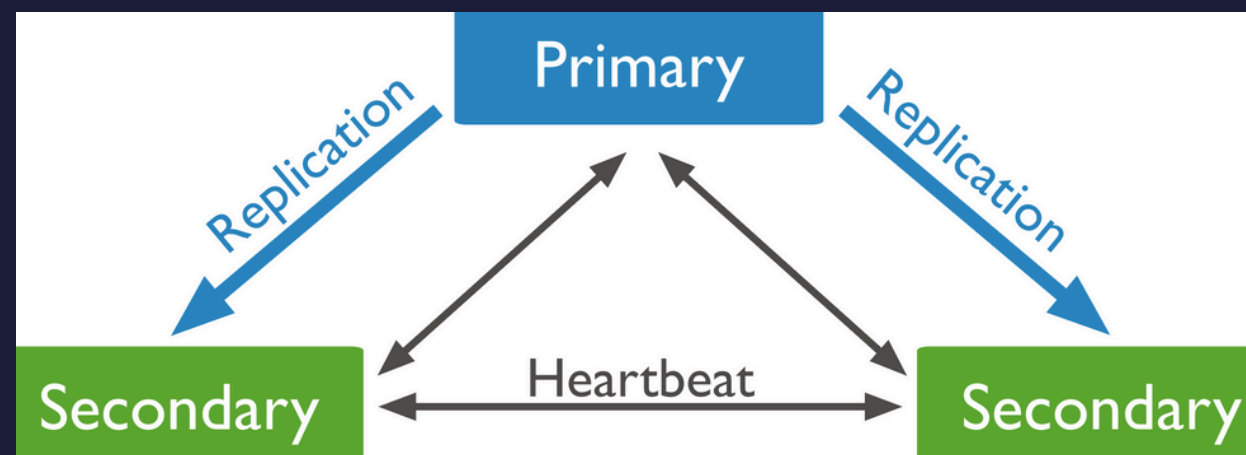 Primary
Replication
Replication
Heartbeat
Secondary
Secondary